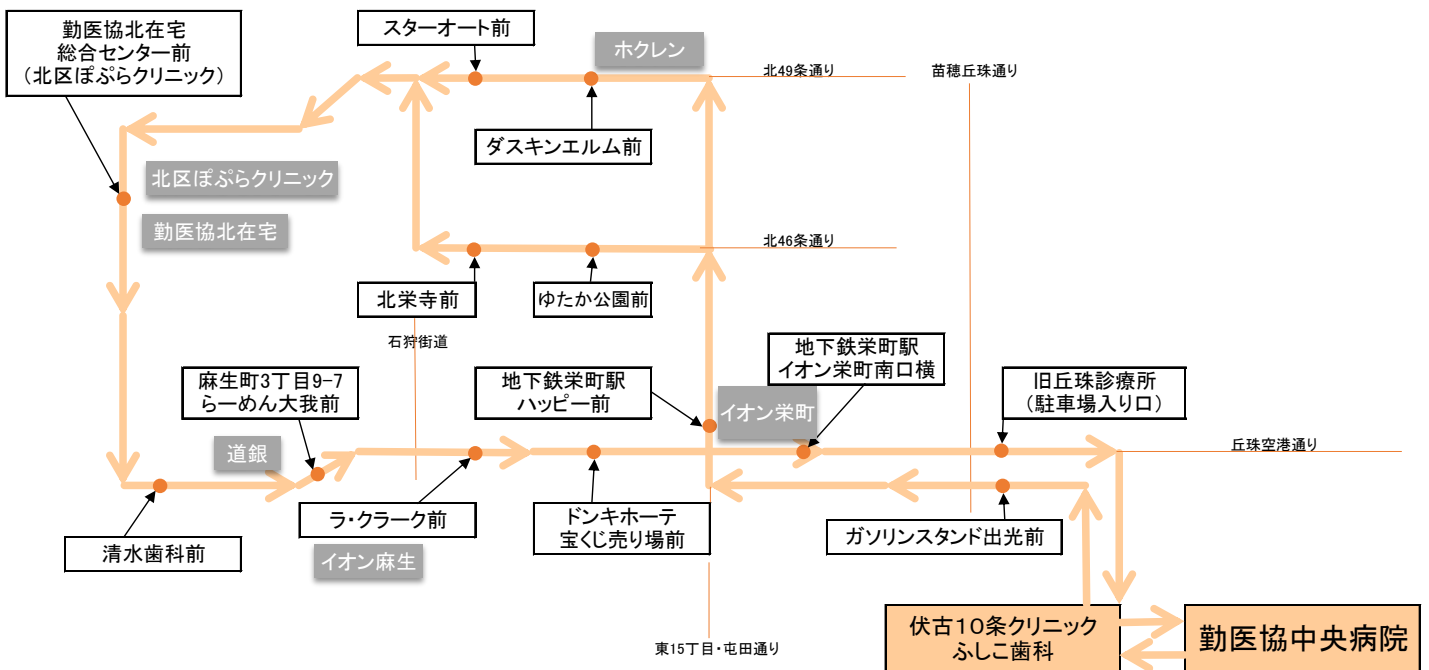 勤医協北在宅
総合センター前
（北区ぽぷらクリニック）
スターオート前
ホクレン
北49条通り
苗穂丘珠通り
ダスキンエルム前
北区ぽぷらクリニック
勤医協北在宅
北46条通り
北栄寺前
ゆたか公園前
石狩街道
麻生町3丁目9-7
らーめん大我前
地下鉄栄町駅
ハッピー前
地下鉄栄町駅
イオン栄町南口横
イオン栄町
旧丘珠診療所
（駐車場入り口）
道銀
丘珠空港通り
清水歯科前
ラ・クラーク前
イオン麻生
ドンキホーテ
宝くじ売り場前
ガソリンスタンド出光前
東15丁目・屯田通り
伏古10条クリニック
ふしこ歯科
勤医協中央病院